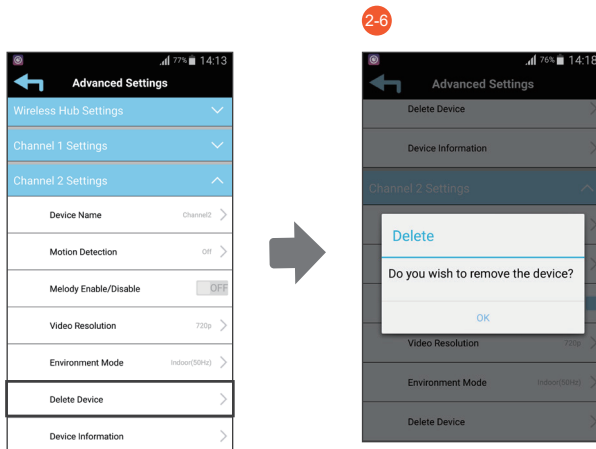 2-6
77% 14:13
Advanced Settings
Wireless Hub Settings
Channel 1 Settings
Channel 2 Settings
Device Name Channel2
Motion Detection Off
Melody Enable/Disable OFF
Video Resolution 720p
Environment Mode Indoor(50Hz)
Delete Device
Device Information
76% 14:18
Advanced Settings
Delete Device
Device Information
Channel 2 Settings
Delete
Do you wish to remove the device?
OK
Video Resolution 720p
Environment Mode Indoor(50Hz)
Delete Device